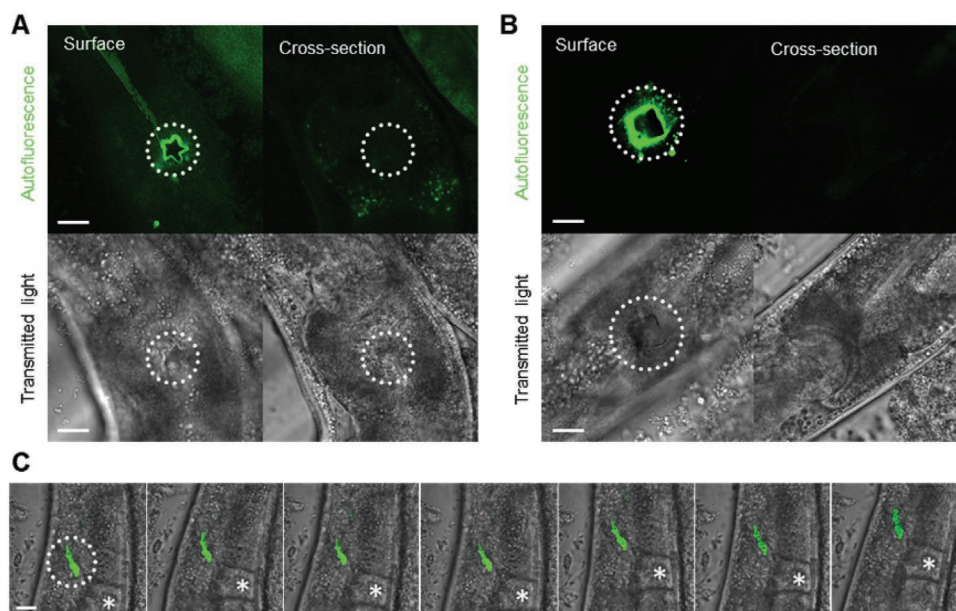 A
B
Surface
Cross-section
Surface
Cross-section
Autofluorescence
Autofluorescence
Transmitted light
Transmitted light
C
* * * * * * *